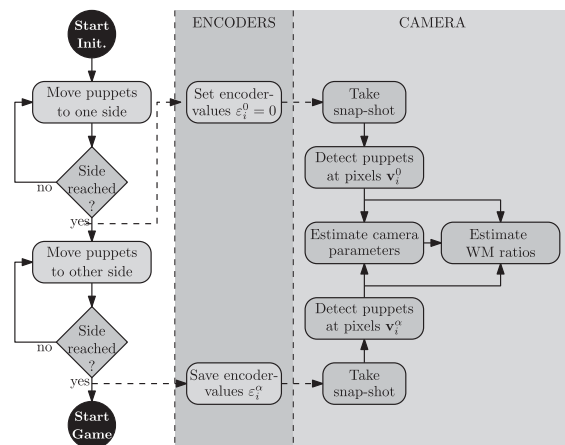 Start
Init.
ENCODERS
CAMERA
Move puppets
to one side
Set encoder-
values ε_i^0 = 0
Take
snap-shot
Side
reached
?
no
yes
Detect puppets
at pixels v_i^0
Move puppets
to other side
Estimate camera
parameters
Estimate
WM ratios
Side
reached
?
no
yes
Detect puppets
at pixels v_i^α
Save encoder-
values ε_i^α
Take
snap-shot
Start
Game